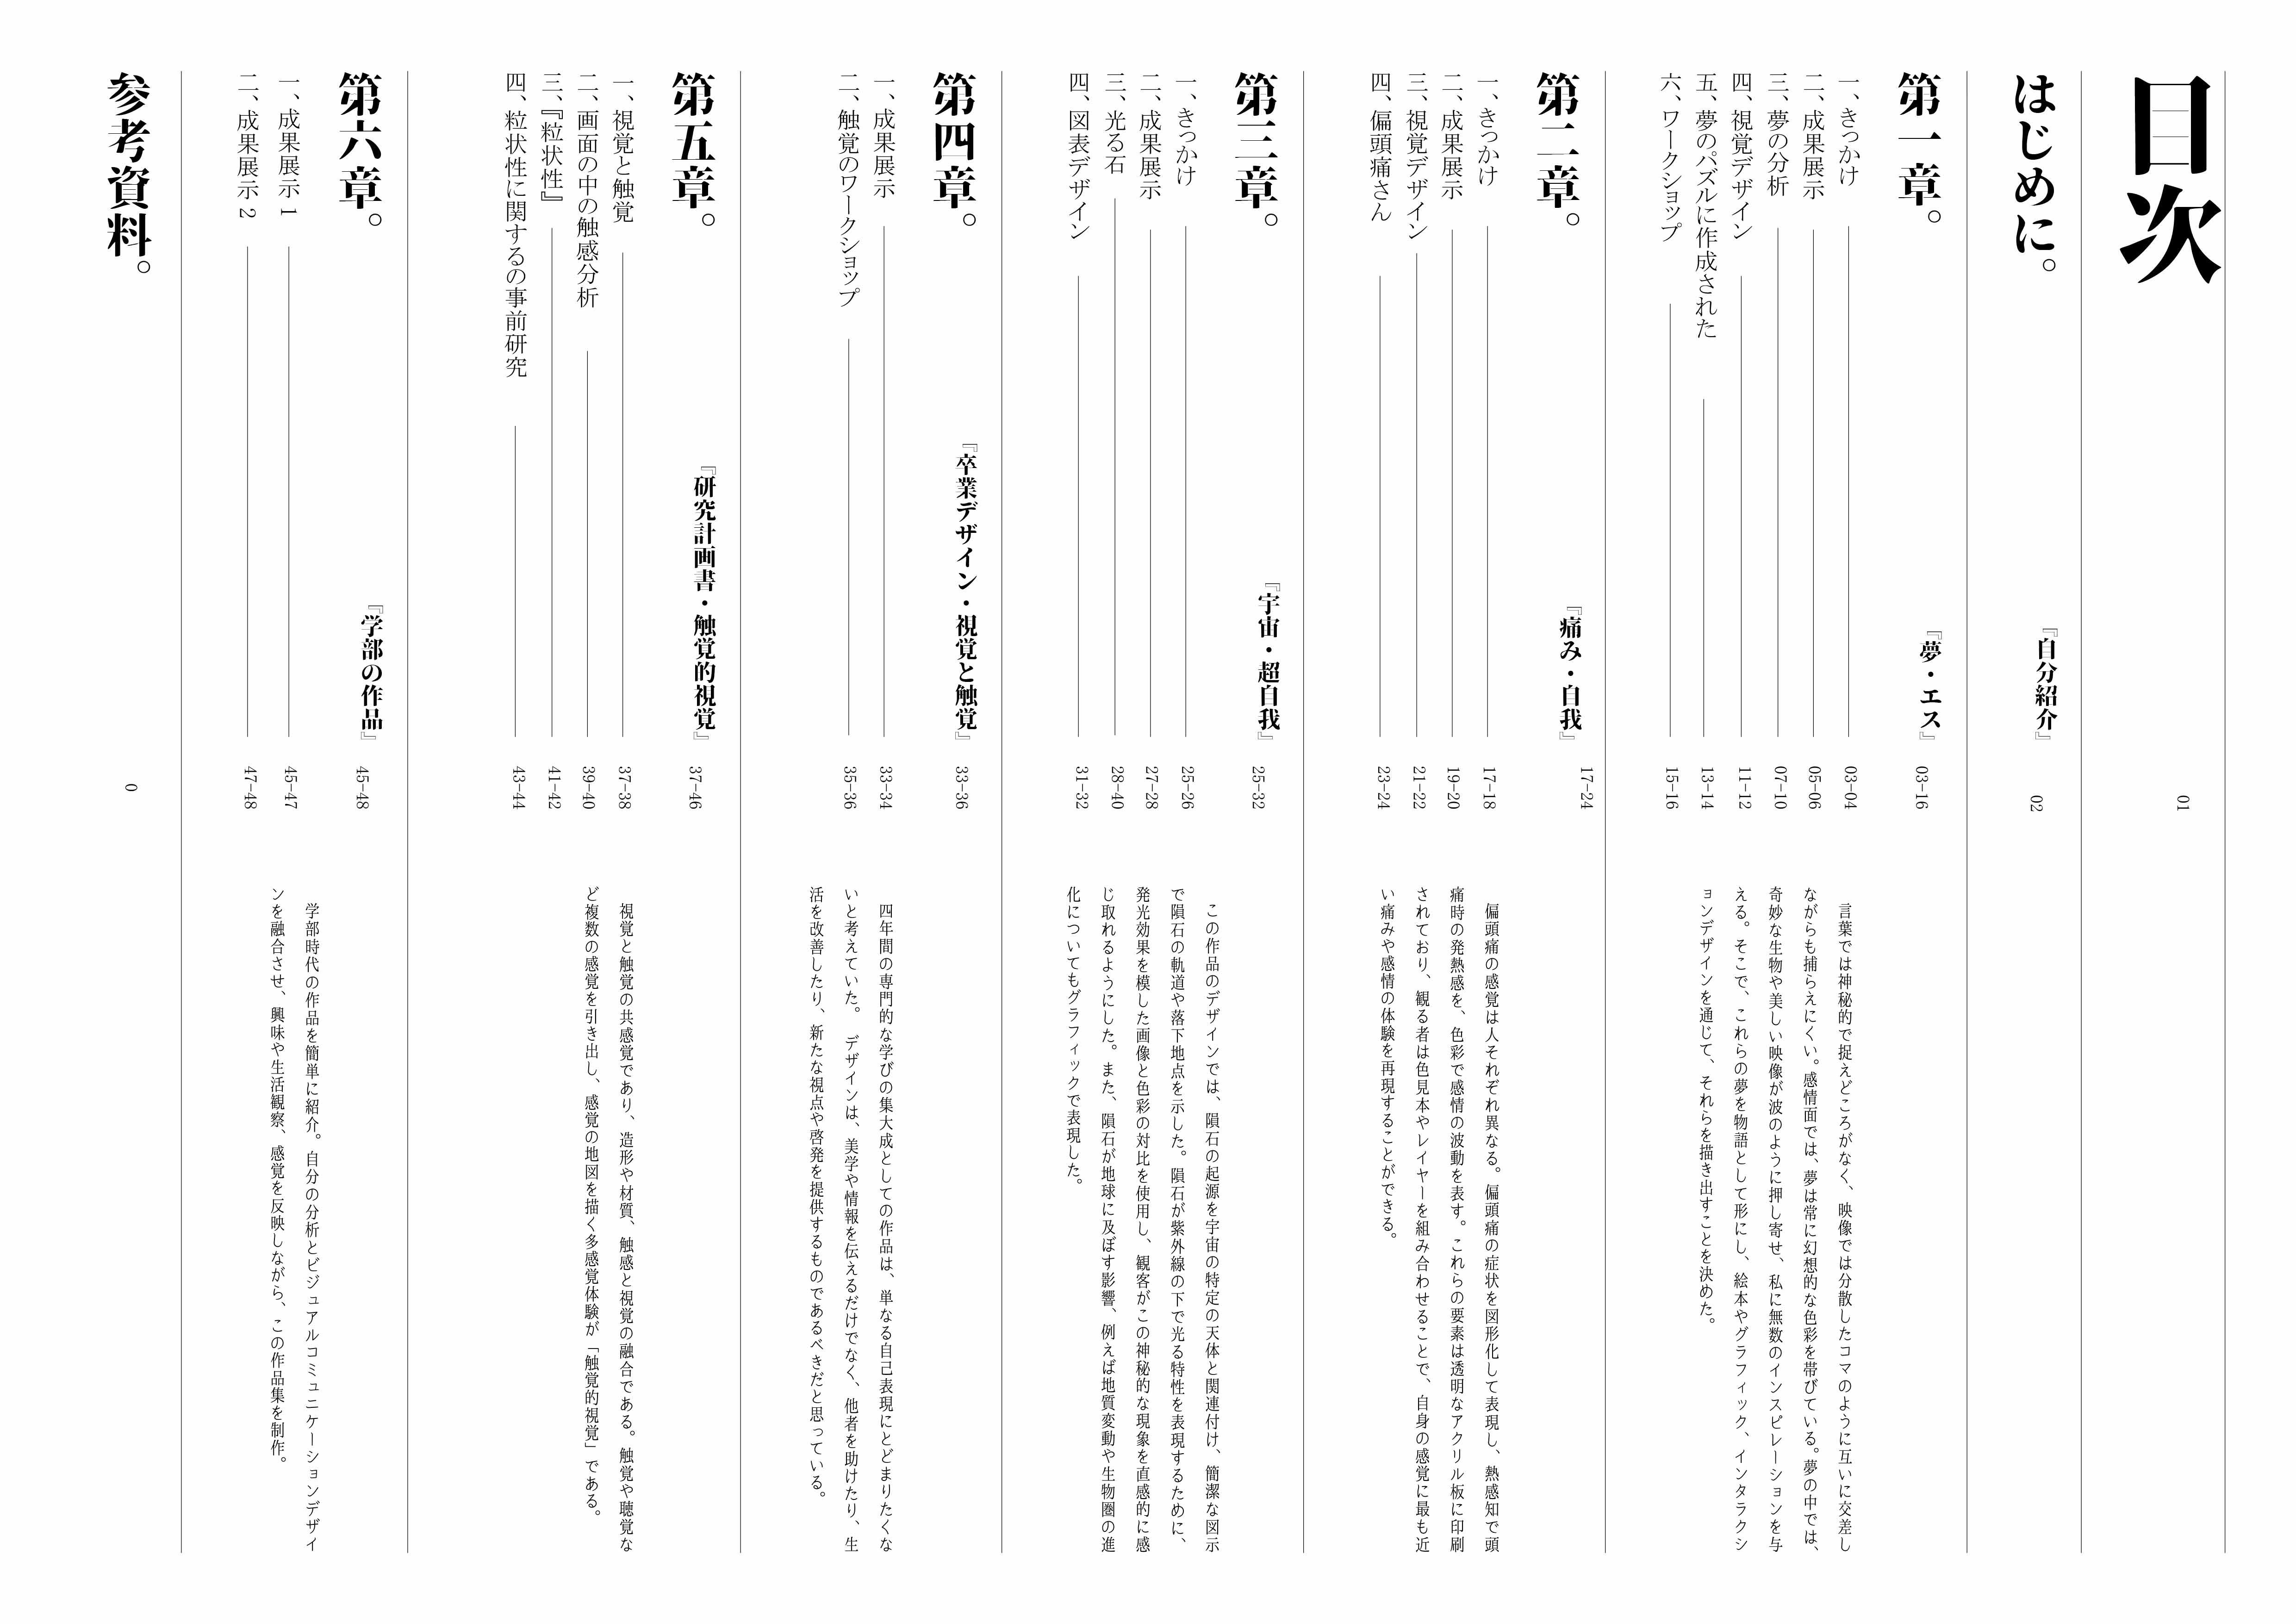 目次
01
はじめに。
『自分紹介』
02
第一章。
『夢・エス』
03-16
一、きっかけ
03-04
二、成果展示
05-06
三、夢の分析
07-10
四、視覚デザイン
11-12
五、夢のパズルに作成された
13-14
六、ワークショップ
15-16
言葉では神秘的で捉えどころがなく、映像では分散したコマのように互いに交差し
ながらも捕らえにくい。感情面では、夢は常に幻想的な色彩を帯びている。夢の中では、
奇妙な生物や美しい映像が波のように押し寄せ、私に無数のインスピレーションを与
える。そこで、これらの夢を物語として形にし、絵本やグラフィック、インタラクシ
ョンデザインを通じて、それらを描き出すことを決めた。
第二章。
『痛み・自我』
17-24
一、きっかけ
17-18
二、成果展示
19-20
三、視覚デザイン
21-22
四、偏頭痛さん
23-24
偏頭痛の感覚は人それぞれ異なる。偏頭痛の症状を図形化して表現し、熱感知で頭
痛時の発熱感を、色彩で感情の波動を表す。これらの要素は透明なアクリル板に印刷
されており、観る者は色見本やレイヤーを組み合わせることで、自身の感覚に最も近
い痛みや感情の体験を再現することができる。
第三章。
『宇宙・超自我』
25-32
一、きっかけ
25-26
二、成果展示
27-28
三、光る石
28-40
四、図表デザイン
31-32
この作品のデザインでは、隕石の起源を宇宙の特定の天体と関連付け、簡潔な図示
で隕石の軌道や落下地点を示した。隕石が紫外線の下で光る特性を表現するために、
発光効果を模した画像と色彩の対比を使用し、観客がこの神秘的な現象を直感的に感
じ取れるようにした。また、隕石が地球に及ぼす影響、例えば地質変動や生物圏の進
化についてもグラフィックで表現した。
第四章。
『卒業デザイン・視覚と触覚』
33-36
一、成果展示
33-34
二、触覚のワークショップ
35-36
四年間の専門的な学びの集大成としての作品は、単なる自己表現にとどまりたくな
いと考えていた。　デザインは、美学や情報を伝えるだけでなく、他者を助けたり、生
活を改善したり、新たな視点や啓発を提供するものであるべきだと思っている。
第五章。
『研究計画書・触覚的視覚』
37-46
一、視覚と触覚
37-38
二、画面の中の触感分析
39-40
三、『粒状性』
41-42
四、粒状性に関するの事前研究
43-44
視覚と触覚の共感覚であり、造形や材質、触感と視覚の融合である。触覚や聴覚な
ど複数の感覚を引き出し、感覚の地図を描く多感覚体験が「触覚的視覚」である。
第六章。
『学部の作品』
45-48
一、成果展示 1
45-47
二、成果展示 2
47-48
学部時代の作品を簡単に紹介。自分の分析とビジュアルコミュニケーションデザイ
ンを融合させ、興味や生活観察、感覚を反映しながら、この作品集を制作。
参考資料。
0